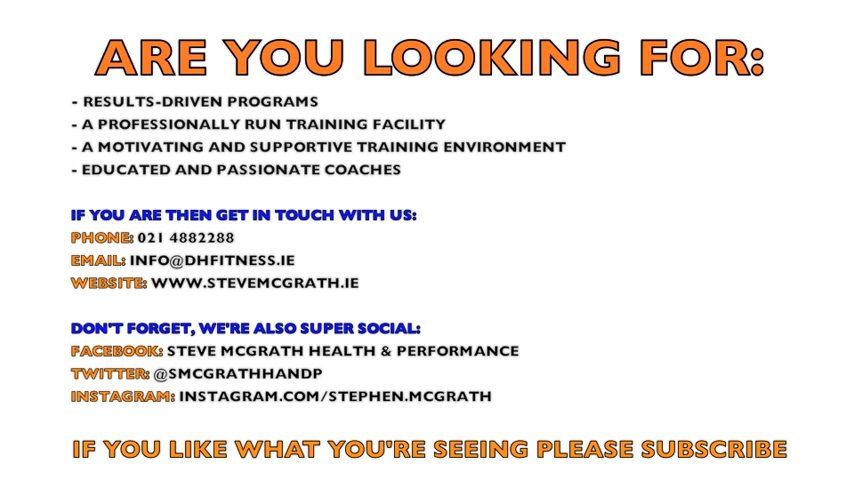 ARE YOU LOOKING FOR:
- RESULTS-DRIVEN PROGRAMS
- A PROFESSIONALLY RUN TRAINING FACILITY
- A MOTIVATING AND SUPPORTIVE TRAINING ENVIRONMENT
- EDUCATED AND PASSIONATE COACHES
IF YOU ARE THEN GET IN TOUCH WITH US:
PHONE: 021 4882288
EMAIL: INFO@DHFITNESS.IE
WEBSITE: WWW.STEVEMCGRATH.IE
DON'T FORGET, WE'RE ALSO SUPER SOCIAL:
FACEBOOK: STEVE MCGRATH HEALTH & PERFORMANCE
TWITTER: @SMCGRATHHANDP
INSTAGRAM: INSTAGRAM.COM/STEPHEN.MCGRATH
IF YOU LIKE WHAT YOU'RE SEEING PLEASE SUBSCRIBE